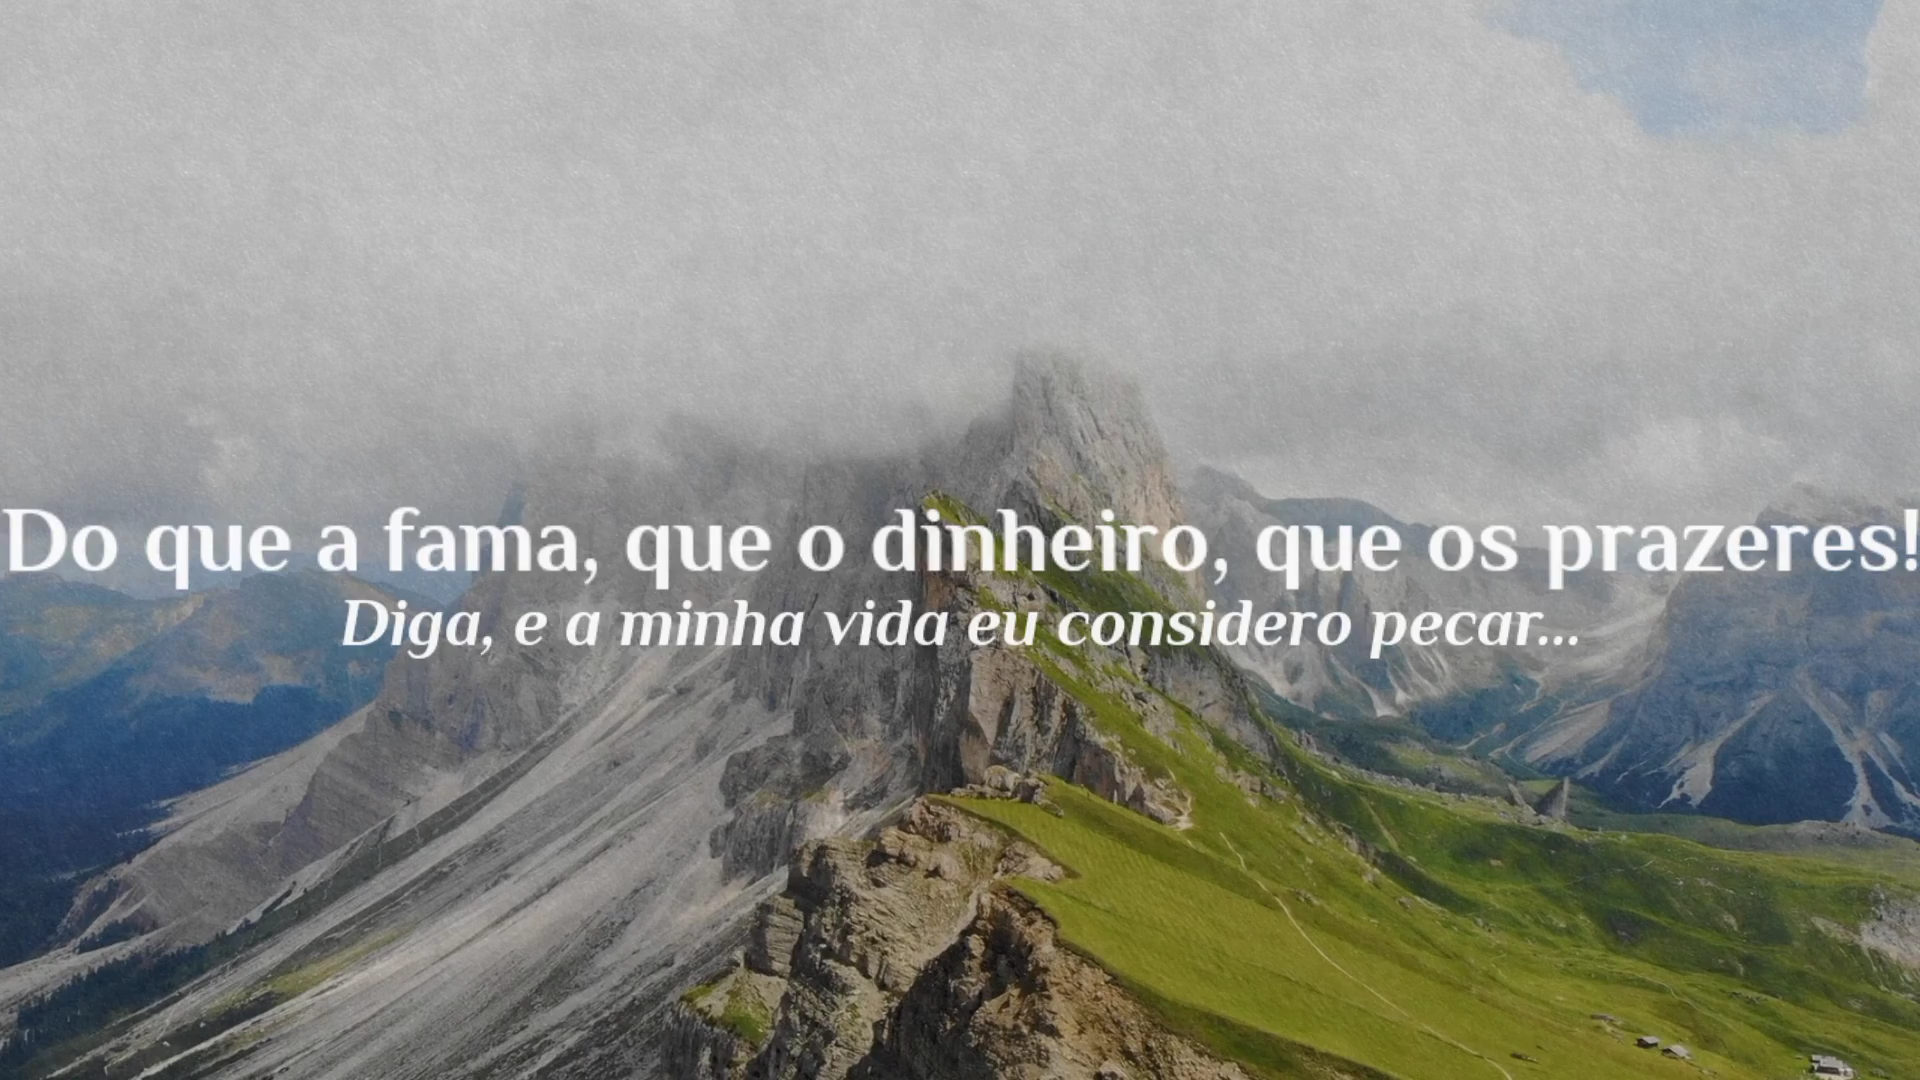 Do que a fama, que o dinheiro, que os prazeres!
Diga, e a minha vida eu considero pecar...